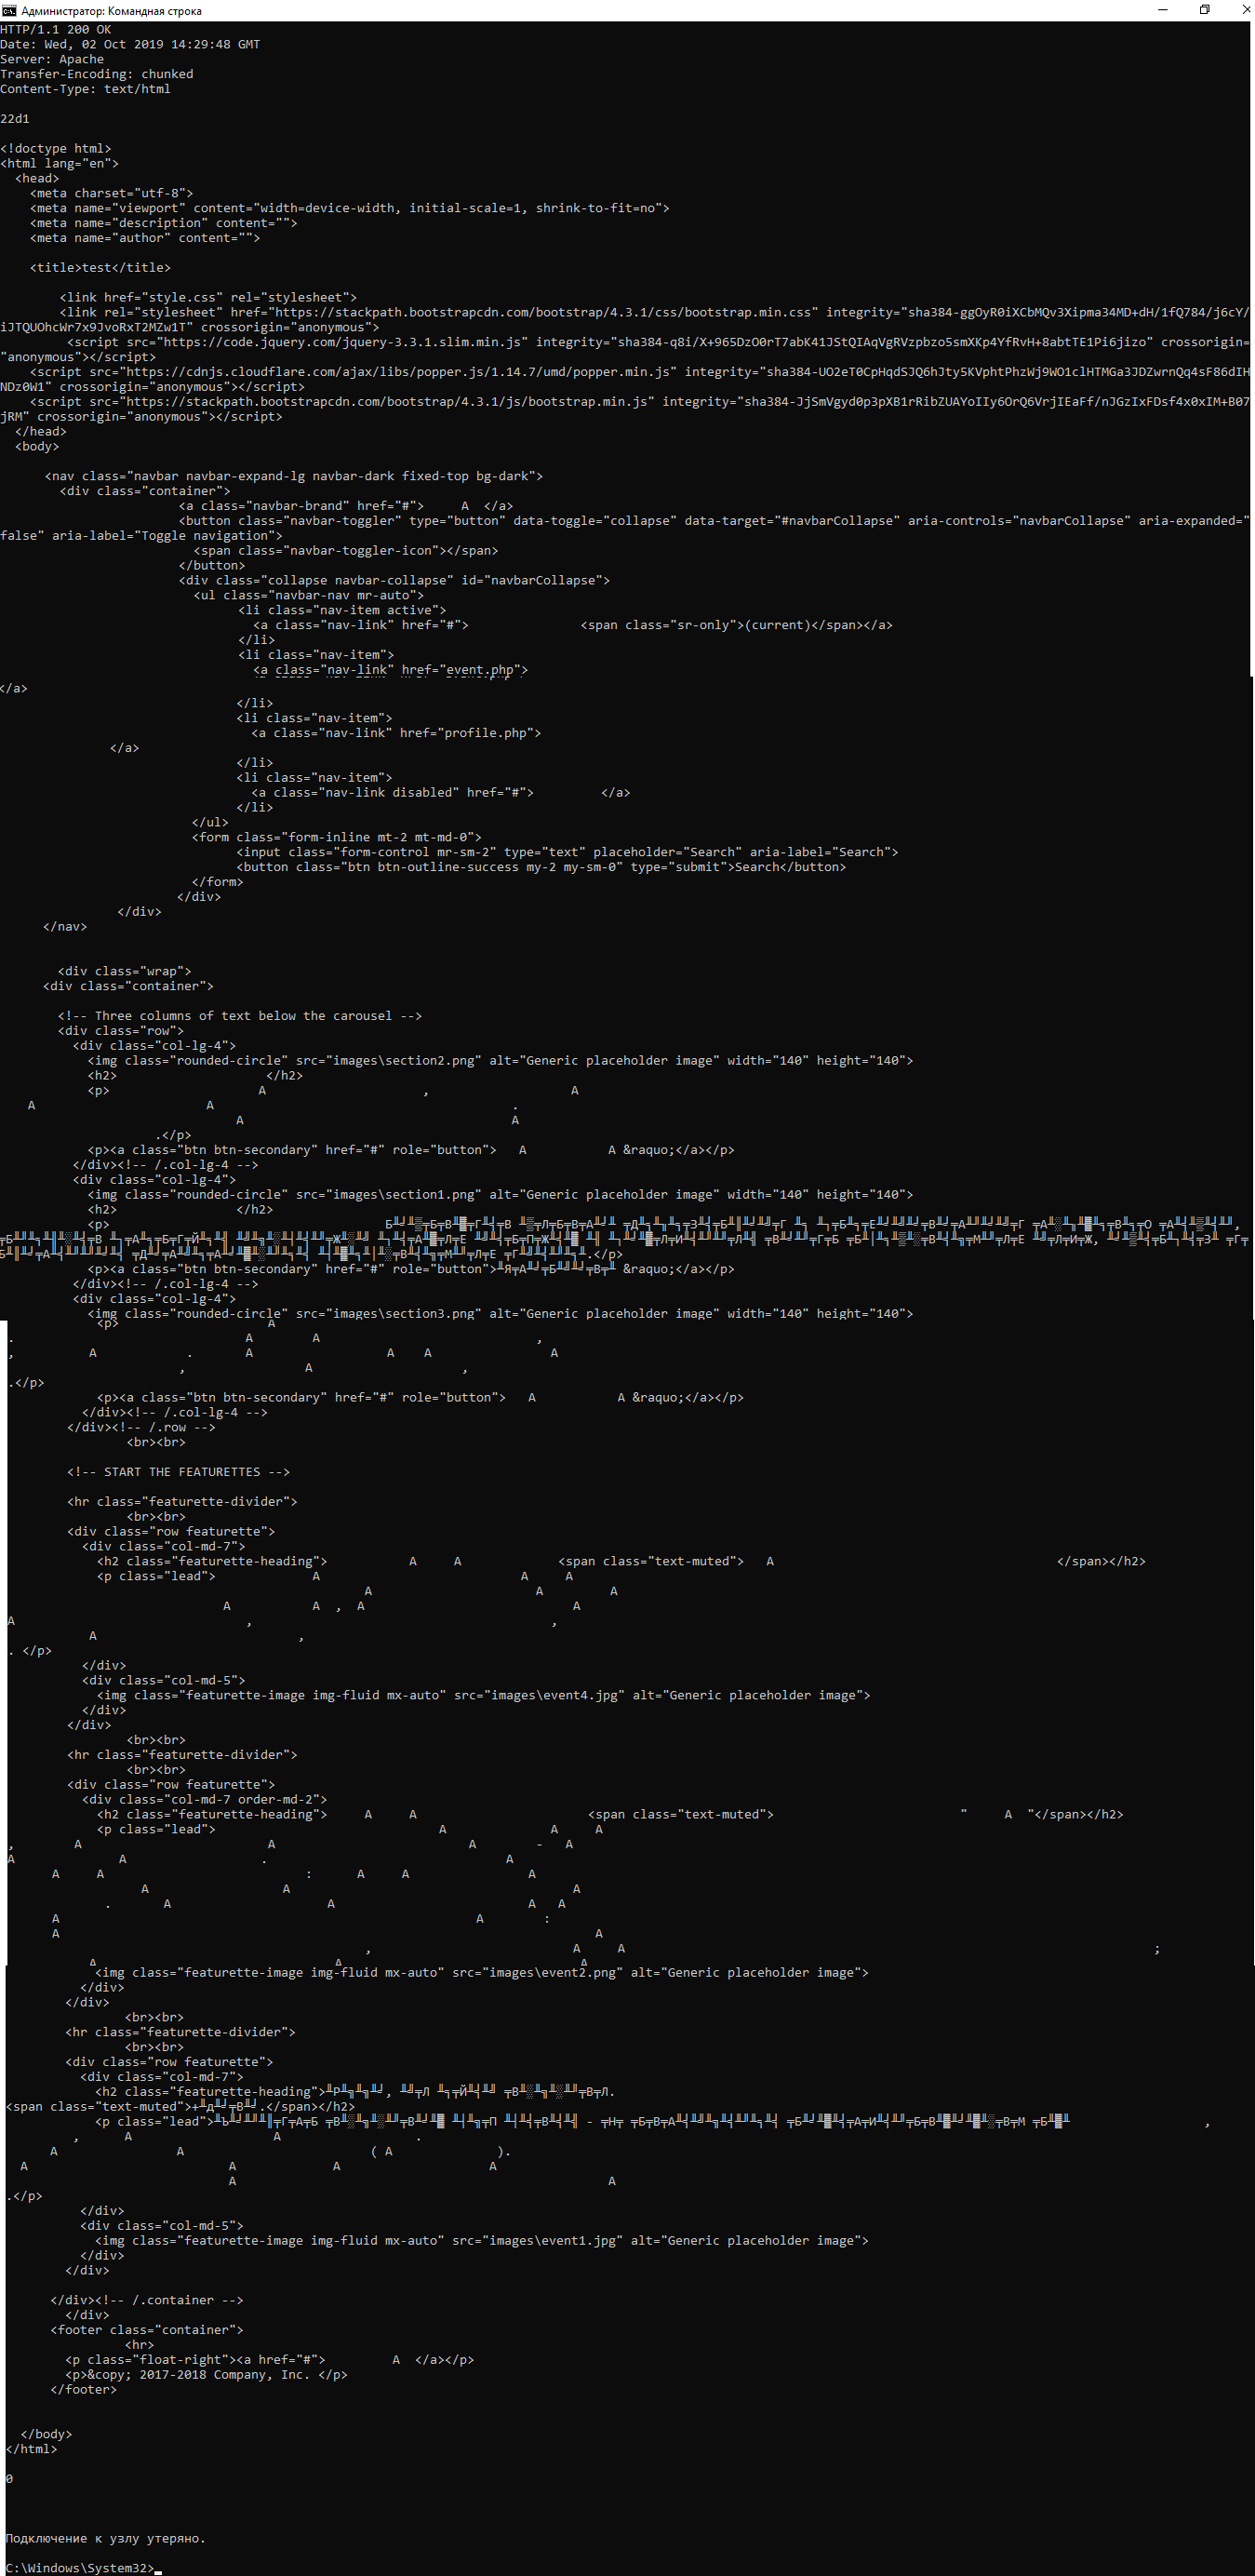 Администратор: Командная строка
HTTP/1.1 200 OK
Date: Wed, 02 Oct 2019 14:29:48 GMT
Server: Apache
Transfer-Encoding: chunked
Content-Type: text/html
22d1
<!doctype html>
<html lang="en">
<head>
<meta charset="utf-8">
<meta name="viewport" content="width=device-width, initial-scale=1, shrink-to-fit=no">
<meta name="description" content="">
<meta name="author" content="">
<title>test</title>
<link href="style.css" rel="stylesheet">
<link rel="stylesheet" href="https://stackpath.bootstrapcdn.com/bootstrap/4.3.1/css/bootstrap.min.css" integrity="sha384-ggOyR0iXCbMQv3Xipma34MD+dH/1fQ784/j6cY/
iJTQUOhcWr7x9JvoRxT2MZw1T" crossorigin="anonymous">
<script src="https://code.jquery.com/jquery-3.3.1.slim.min.js" integrity="sha384-q8i/X+965DzO0rT7abK41JStQIAqVgRVzpbzo5smXKp4YfRvH+8abtTE1Pi6jizo" crossorigin=
"anonymous"></script>
<script src="https://cdnjs.cloudflare.com/ajax/libs/popper.js/1.14.7/umd/popper.min.js" integrity="sha384-UO2eT0CpHqdSJQ6hJty5KVphtPhzWj9WO1clHTMGa3JDZwrnQq4sF86dIH
NDz0W1" crossorigin="anonymous"></script>
<script src="https://stackpath.bootstrapcdn.com/bootstrap/4.3.1/js/bootstrap.min.js" integrity="sha384-JjSmVgyd0p3pXB1rRibZUAYoIIy6OrQ6VrjIEaFf/nJGzIxFDsf4x0xIM+B07
jRM" crossorigin="anonymous"></script>
</head>
<body>
<nav class="navbar navbar-expand-lg navbar-dark fixed-top bg-dark">
<div class="container">
<a class="navbar-brand" href="#"> А </a>
<button class="navbar-toggler" type="button" data-toggle="collapse" data-target="#navbarCollapse" aria-controls="navbarCollapse" aria-expanded="
false" aria-label="Toggle navigation">
<span class="navbar-toggler-icon"></span>
</button>
<div class="collapse navbar-collapse" id="navbarCollapse">
<ul class="navbar-nav mr-auto">
<li class="nav-item active">
<a class="nav-link" href="#"> <span class="sr-only">(current)</span></a>
</li>
<li class="nav-item">
<a class="nav-link" href="event.php">
</a>
</li>
<li class="nav-item">
<a class="nav-link" href="profile.php">
</a>
</li>
<li class="nav-item">
<a class="nav-link disabled" href="#"> </a>
</li>
</ul>
<form class="form-inline mt-2 mt-md-0">
<input class="form-control mr-sm-2" type="text" placeholder="Search" aria-label="Search">
<button class="btn btn-outline-success my-2 my-sm-0" type="submit">Search</button>
</form>
</div>
</div>
</nav>
<div class="wrap">
<div class="container">
<!-- Three columns of text below the carousel -->
<div class="row">
<div class="col-lg-4">
<img class="rounded-circle" src="images\section2.png" alt="Generic placeholder image" width="140" height="140">
<h2> </h2>
<p> А , А
А А .
А А
.</p>
<p><a class="btn btn-secondary" href="#" role="button"> А А &raquo;</a></p>
</div><!-- /.col-lg-4 -->
<div class="col-lg-4">
<img class="rounded-circle" src="images\section1.png" alt="Generic placeholder image" width="140" height="140">
<h2> </h2>
<p>
.</p>
<p><a class="btn btn-secondary" href="#" role="button"> &raquo;</a></p>
</div><!-- /.col-lg-4 -->
<div class="col-lg-4">
<img class="rounded-circle" src="images\section3.png" alt="Generic placeholder image" width="140" height="140">
<p> А
. А А ,
, А . А А А А
, А ,
.</p>
<p><a class="btn btn-secondary" href="#" role="button"> А А &raquo;</a></p>
</div><!-- /.col-lg-4 -->
</div><!-- /.row -->
<br><br>
<!-- START THE FEATURETTES -->
<hr class="featurette-divider">
<br><br>
<div class="row featurette">
<div class="col-md-7">
<h2 class="featurette-heading"> А А <span class="text-muted"> А </span></h2>
<p class="lead"> А А А
А А А
А А , А А
А , ,
А ,
. </p>
</div>
<div class="col-md-5">
<img class="featurette-image img-fluid mx-auto" src="images\event4.jpg" alt="Generic placeholder image">
</div>
</div>
<br><br>
<hr class="featurette-divider">
<br><br>
<div class="row featurette">
<div class="col-md-7 order-md-2">
<h2 class="featurette-heading"> А А <span class="text-muted"> " А "</span></h2>
<p class="lead"> А А А
, А А А - А
А А . А
А А : А А А
А А А
. А А А А
А А :
А А
, А А ;
А А А
<img class="featurette-image img-fluid mx-auto" src="images\event2.png" alt="Generic placeholder image">
</div>
</div>
<br><br>
<hr class="featurette-divider">
<br><br>
<div class="row featurette">
<div class="col-md-7">
<h2 class="featurette-heading">
<span class="text-muted"> .</span></h2>
<p class="lead">
, А А .
А А ( А ).
А А А А
А А
.</p>
</div>
<div class="col-md-5">
<img class="featurette-image img-fluid mx-auto" src="images\event1.jpg" alt="Generic placeholder image">
</div>
</div>
</div><!-- /.container -->
</div>
<footer class="container">
<hr>
<p class="float-right"><a href="#"> А </a></p>
<p>&copy; 2017-2018 Company, Inc. </p>
</footer>
</body>
</html>
0
Подключение к узлу утеряно.
C:\Windows\System32>